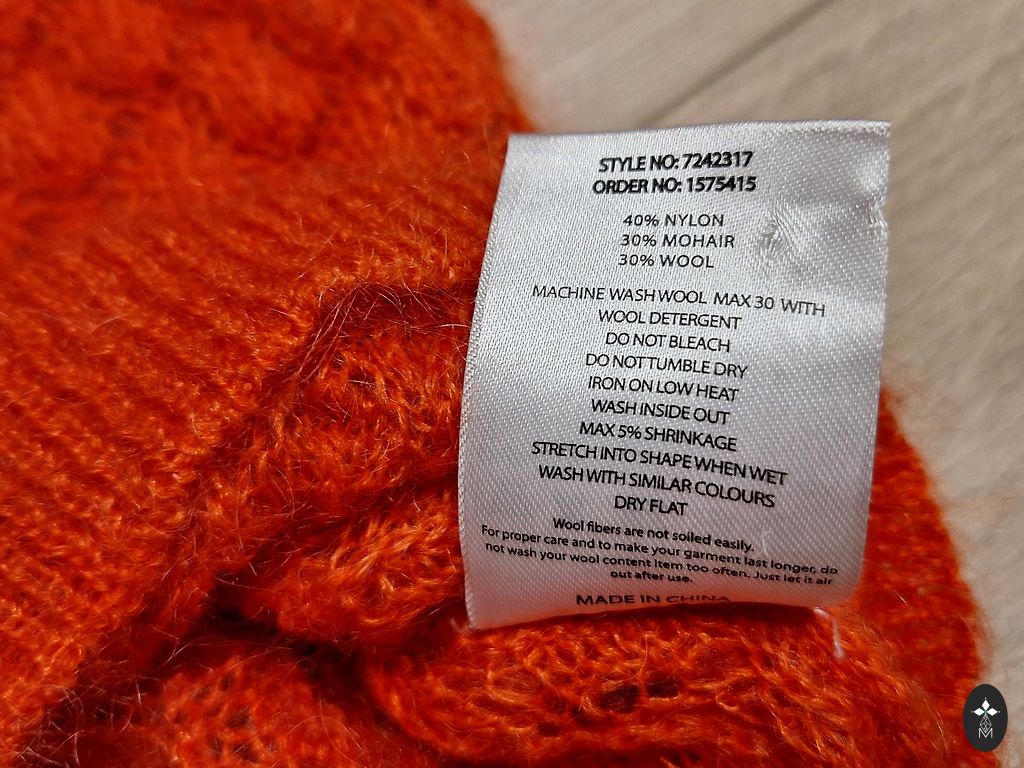 STYLE NO: 7242317
ORDER NO: 1575415
40% NYLON
30% MOHAIR
30% WOOL
MACHINE WASH WOOL MAX 30 WITH
WOOL DETERGENT
DO NOT BLEACH
DO NOT TUMBLE DRY
IRON ON LOW HEAT
WASH INSIDE OUT
MAX 5% SHRINKAGE
STRETCH INTO SHAPE WHEN WET
WASH WITH SIMILAR COLOURS
DRY FLAT
Wool fibers are not soiled easily.
For proper care and to make your garment last longer, do
not wash your wool content item too often. Just let it air
out after use.
MADE IN CHINA
M